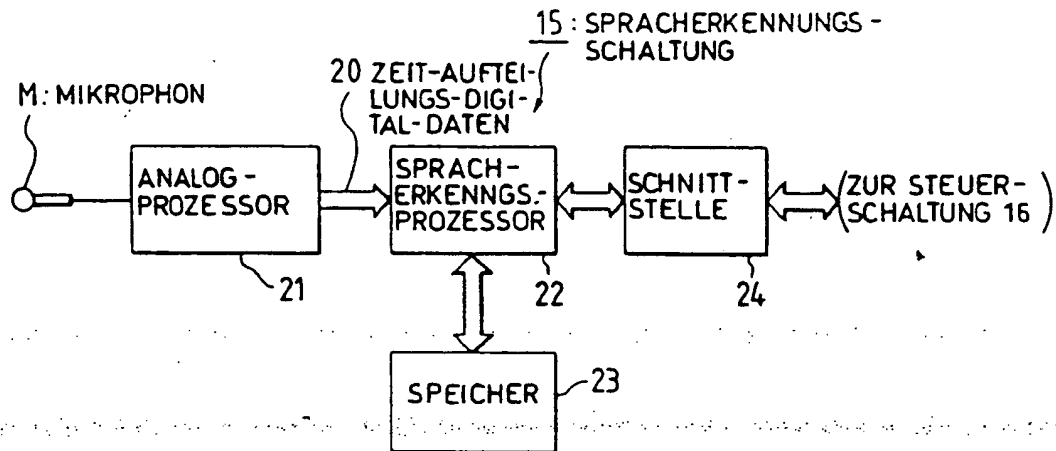 15: SPRACHERKENNUNGS-
SCHALTUNG
M: MIKROPHON
20 ZEIT-AUFTEI-
LUNGS-DIGI-
TAL-DATEN
ANALOG-
PROZESSOR
21
SPRACH-
ERKENNGS.-
PROZESSOR
22
SCHNITT-
STELLE
24
(ZUR STEUER-
SCHALTUNG 16)
SPEICHER
23